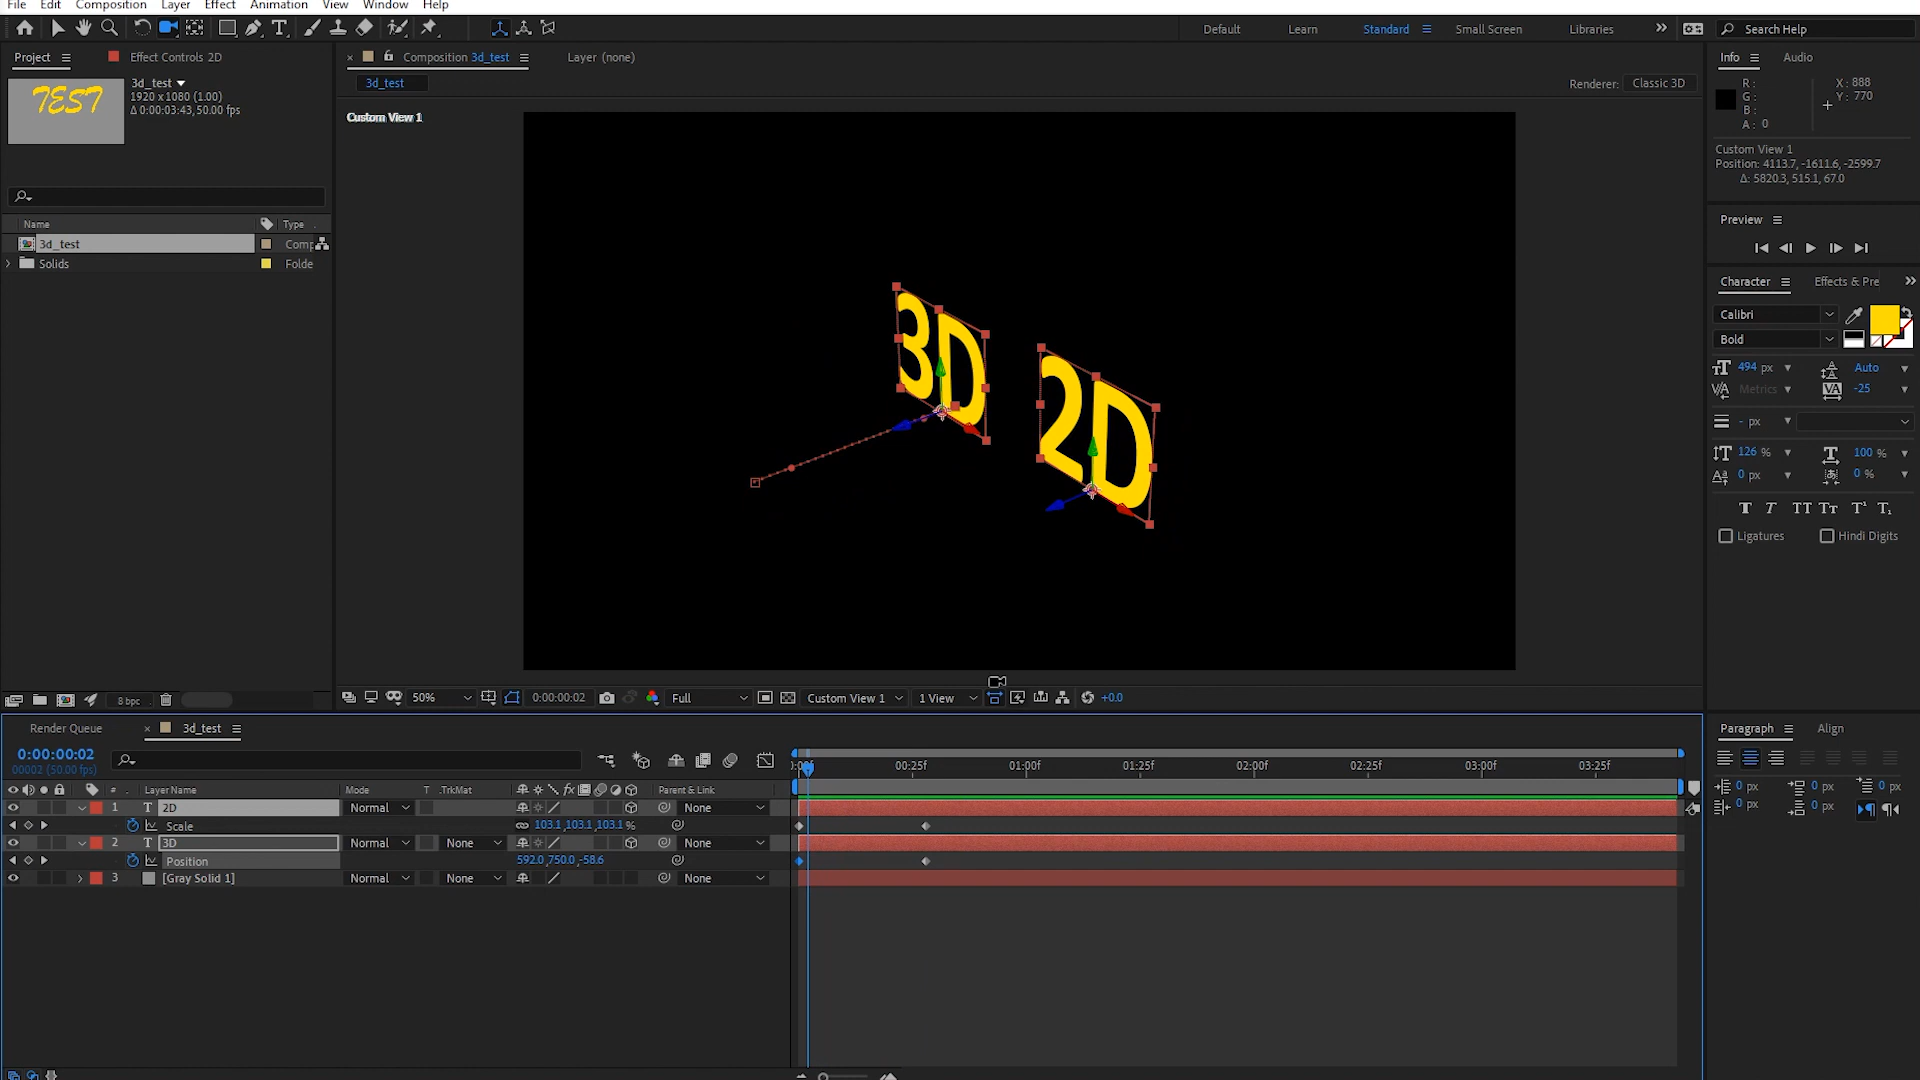 File Edit Composition Layer Effect Animation View Window Help
Default Learn Standard Small Screen Libraries Search Help
Project Effect Controls 2D
Composition 3d_test Layer (none)
Info Audio
3d_test
1920 x 1080 (1.00)
Δ 0:00:03:43, 50.00 fps
TEST
3d_test
Renderer: Classic 3D
R:
G:
B:
A: 0
X: 888
Y: 770
Custom View 1
Custom View 1
Position: 4113.7, -1611.6, -2599.7
Δ: 5820.3, 515.1, 67.0
Name Type
3d_test Comp
Solids Folde
Preview
Character Effects & Pre
Calibri
Bold
494 px Auto
Metrics -25
- px
126 % 100 %
0 px 0 %
T T TT Tт T¹ T₁
Ligatures Hindi Digits
3D
2D
8 bpc
50% 0:00:00:02 Full Custom View 1 1 View +0.0
Render Queue 3d_test
Paragraph Align
0:00:00:02
00002 (50.00 fps)
00:25f 01:00f 01:25f 02:00f 02:25f 03:00f 03:25f
# Layer Name Mode T .TrkMat Parent & Link
1 T 2D Normal None
Scale 103.1,103.1,103.1 %
2 T 3D Normal None None
Position 592.0,750.0,-58.6
3 [Gray Solid 1] Normal None None
0 px 0 px 0 px
0 px 0 px